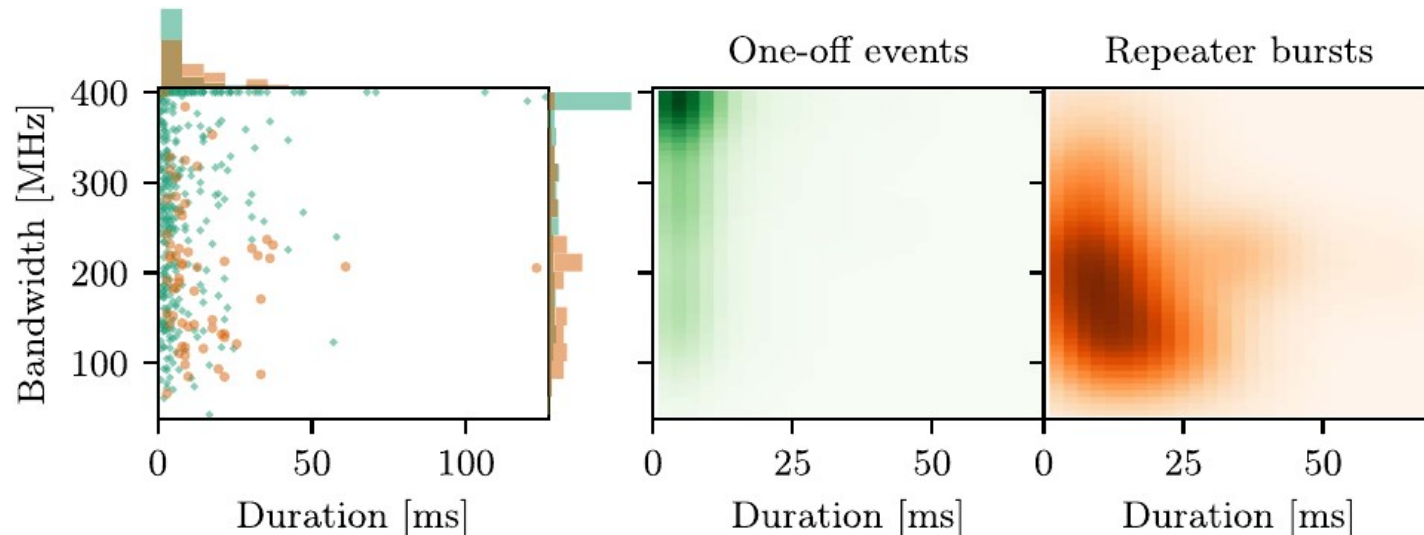 One-off events
Repeater bursts
Bandwidth [MHz]
400
300
200
100
0 50 100
0 25 50
0 25 50
Duration [ms]
Duration [ms]
Duration [ms]